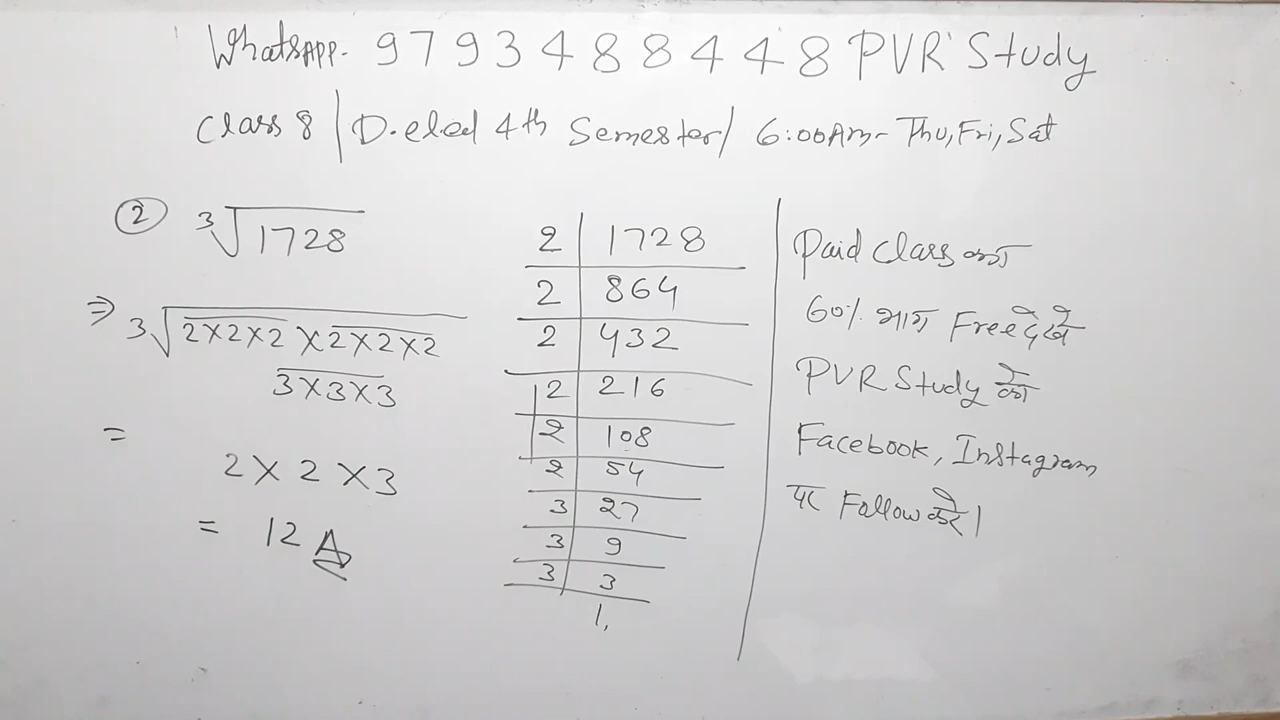 WhatsApp. 9793488448 PVR Study
Class 8 | D.eled 4th Semester / 6:00Am- Thu, Fri, Sat
② ∛1728
⇒ ∛2×2×2 × 2×2×2
3×3×3
=
2×2×3
= 12 A
2 | 1728
2 | 864
2 | 432
2 | 216
2 | 108
2 | 54
3 | 27
3 | 9
3 | 3
1,
Paid Class का
60% भाग Free देखें
PVR Study को
Facebook, Instagram
पर Follow करें।